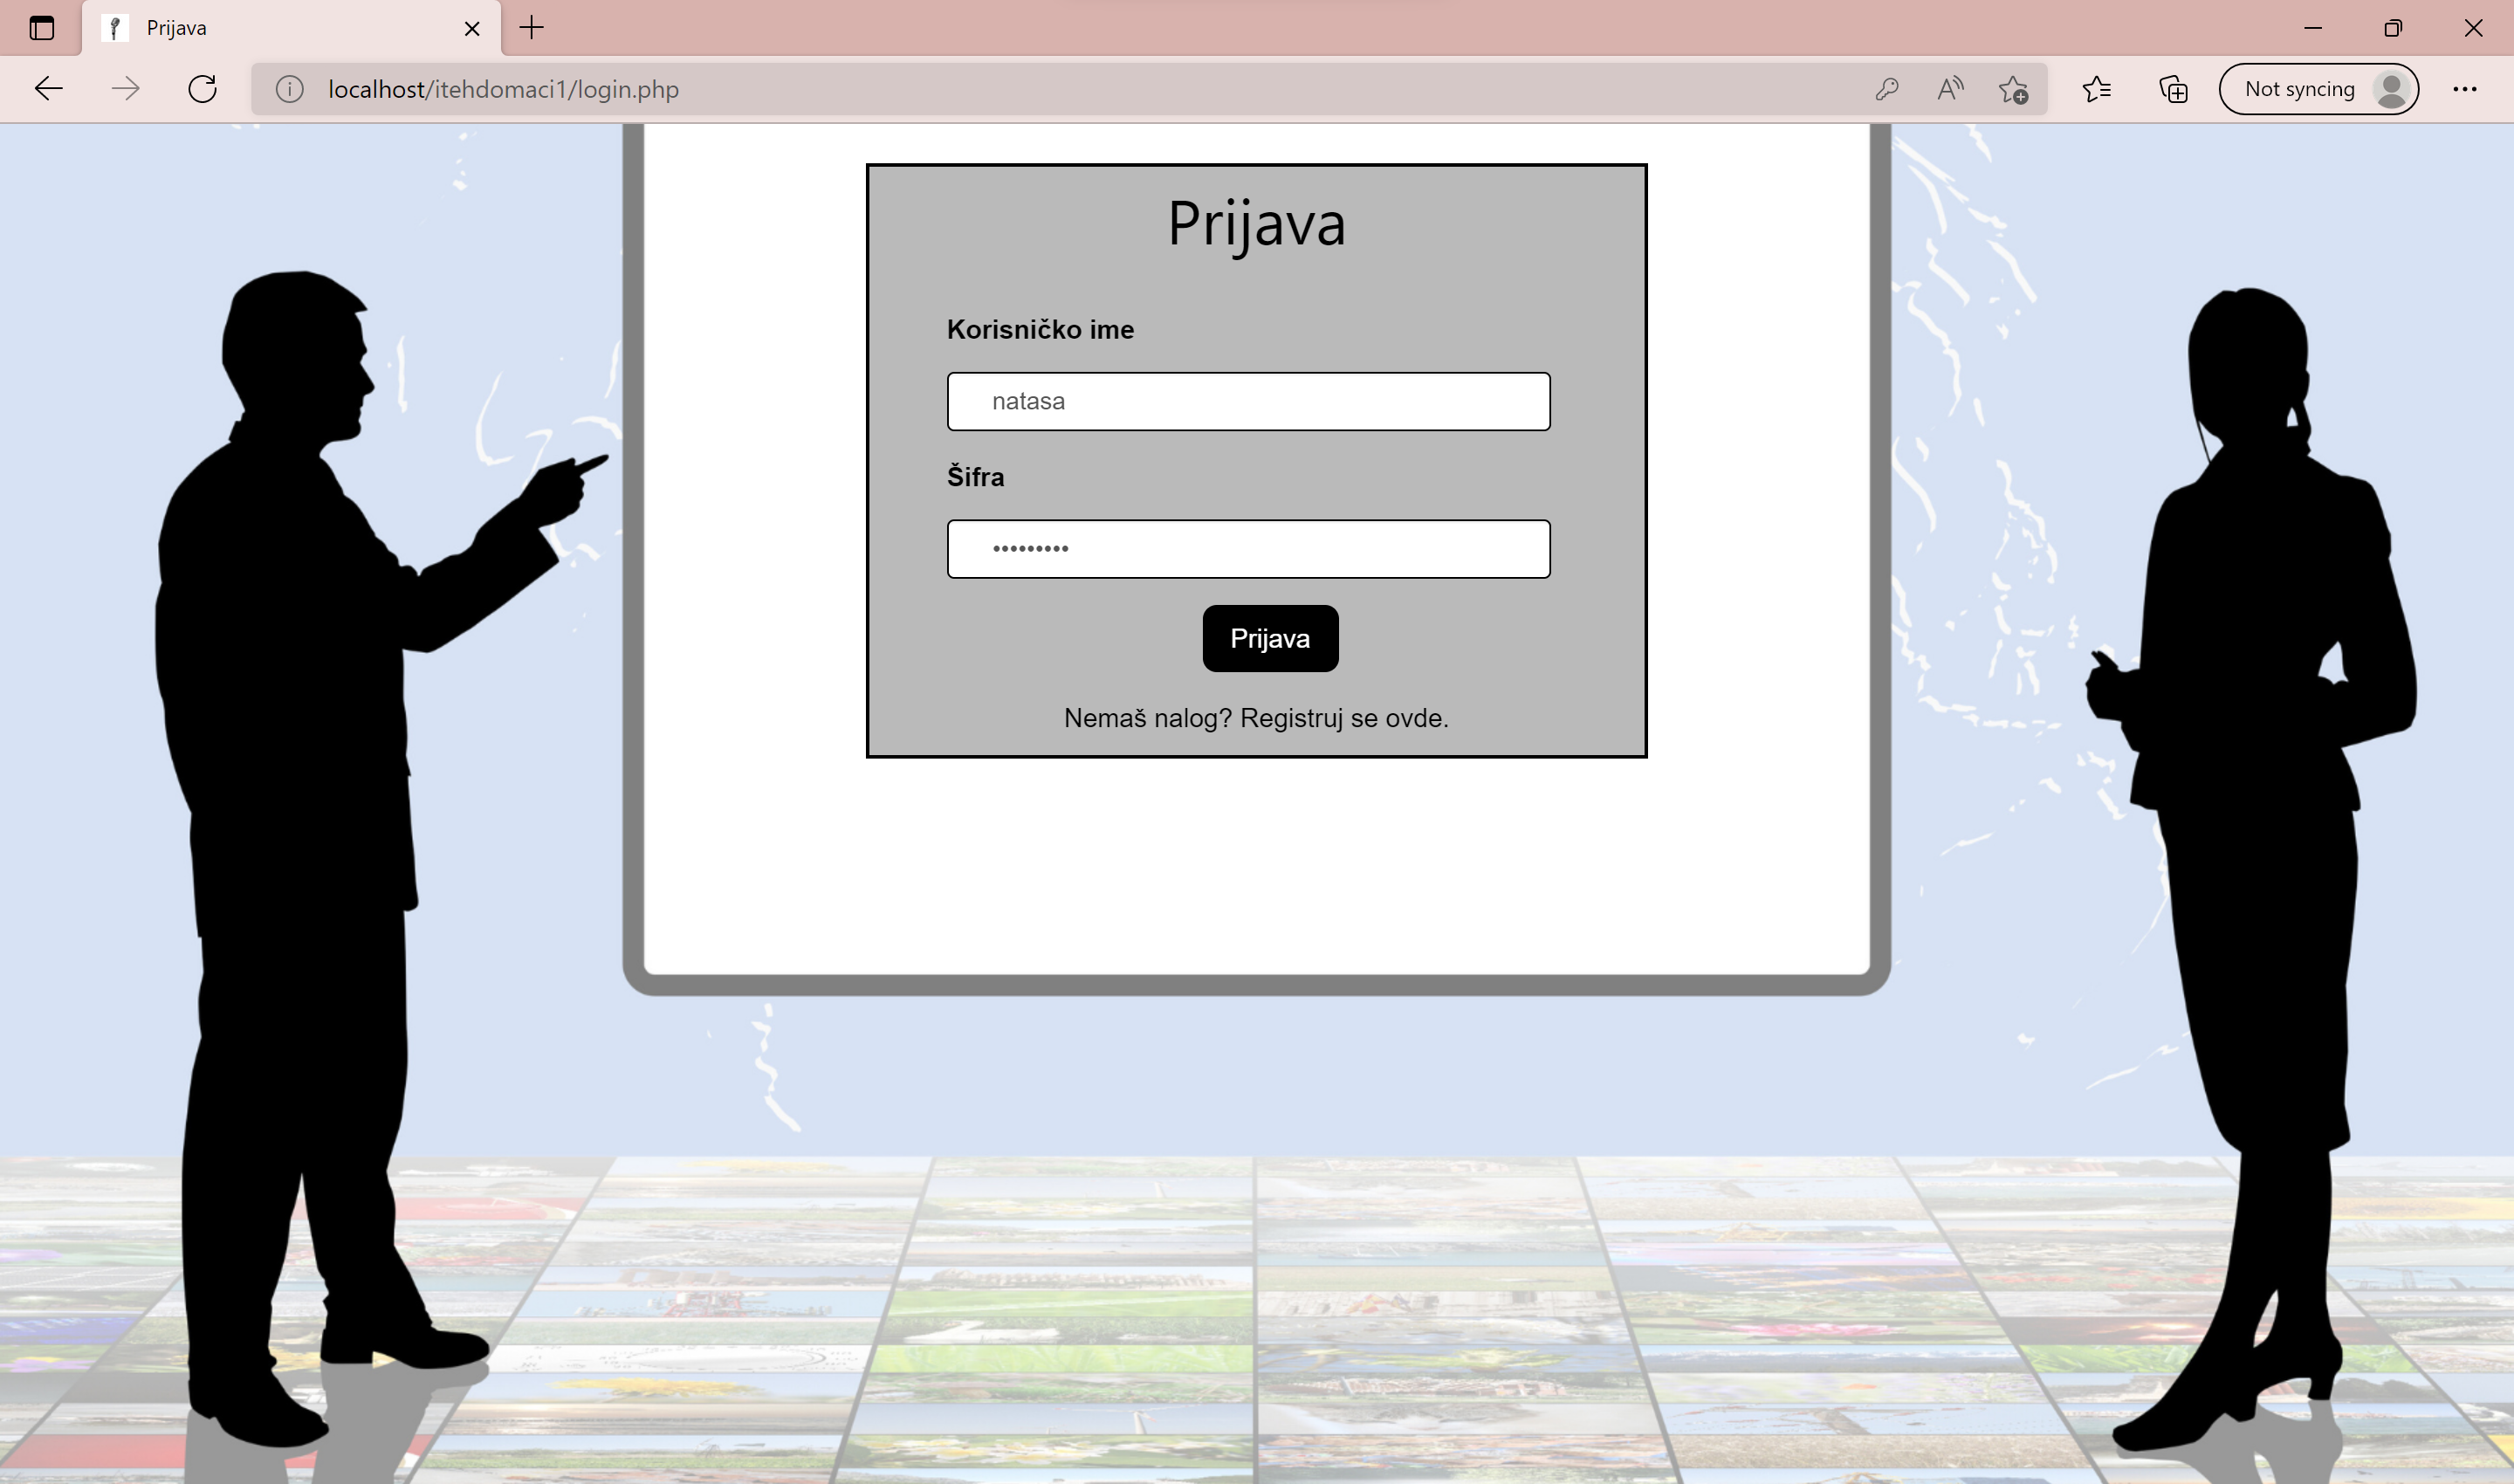 Prijava
localhost/itehdomaci1/login.php
Not syncing
Prijava
Korisničko ime
natasa
Šifra
•••••••••
Prijava
Nemaš nalog? Registruj se ovde.